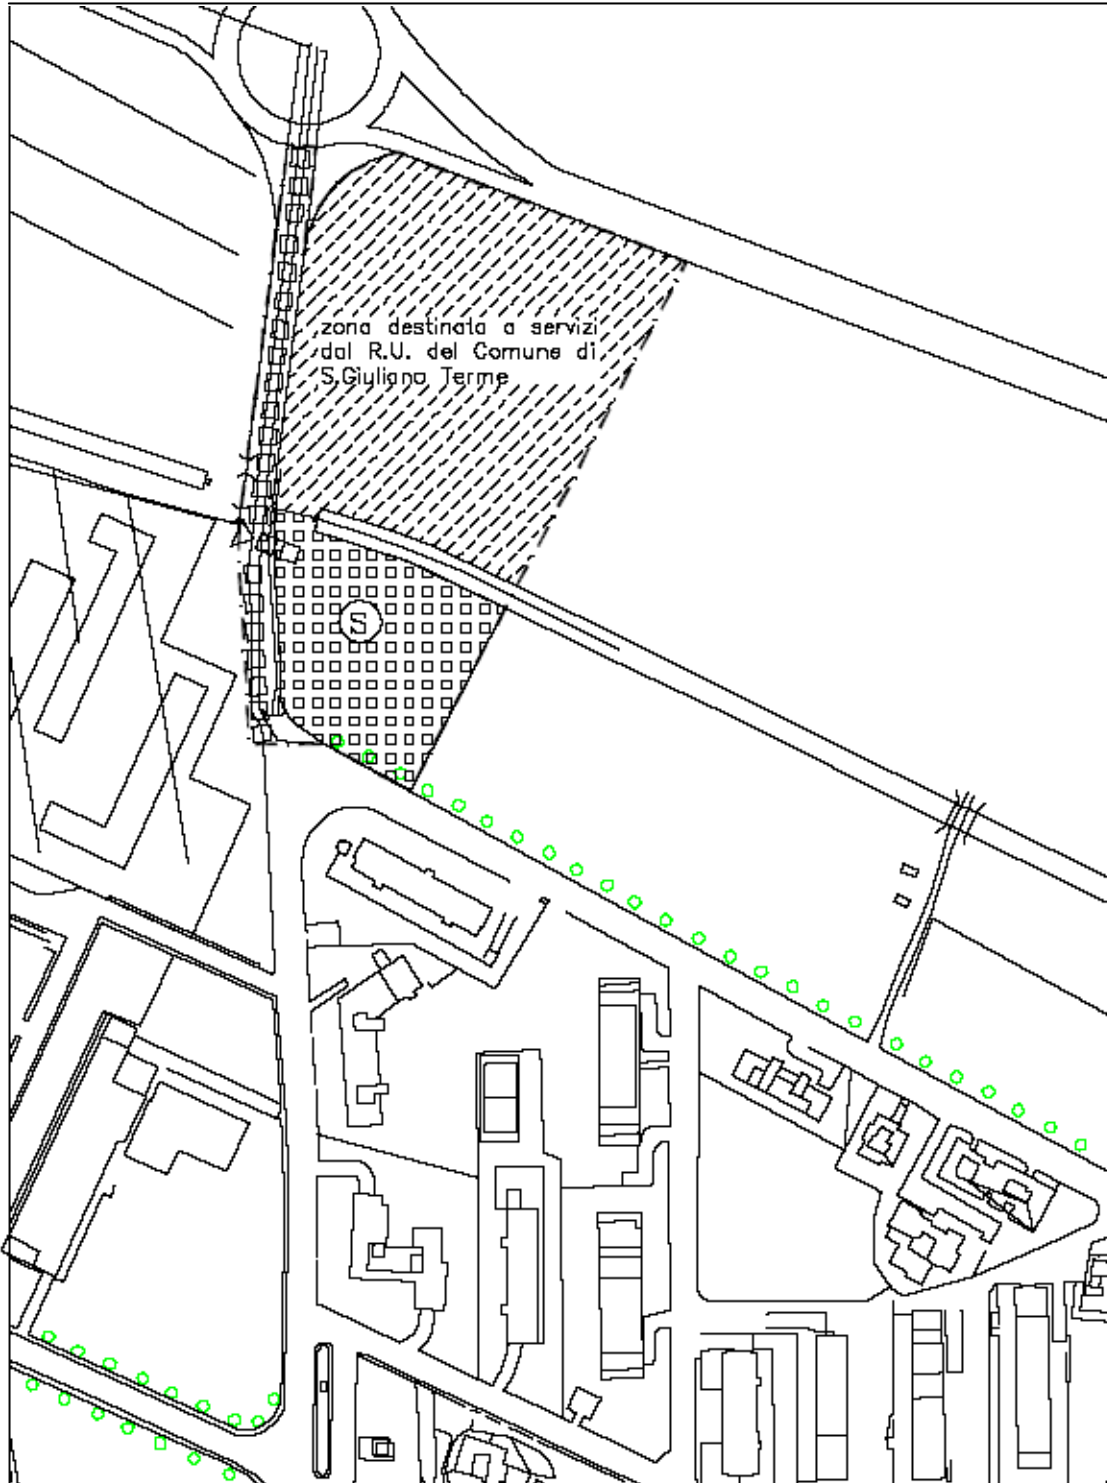 zona destinata a servizi
dal R.U. del Comune di
S.Giuliano Terme
S